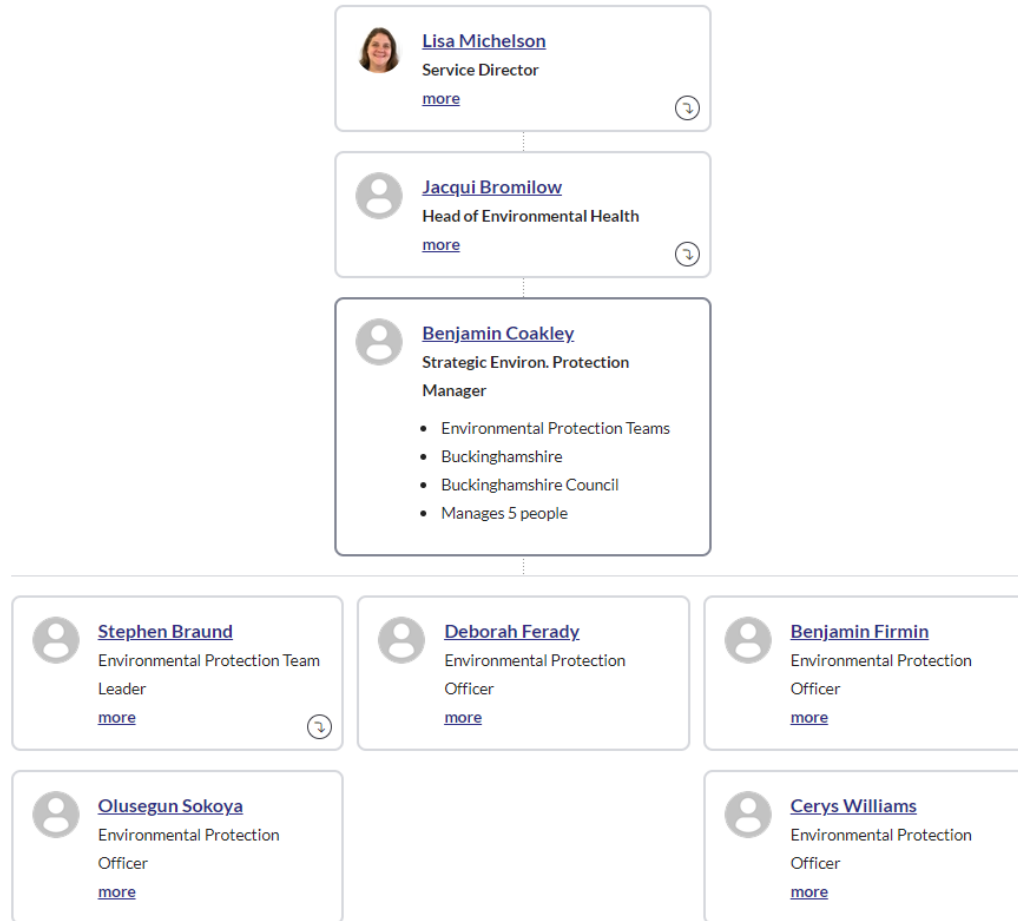 Lisa Michelson
Service Director
more
Jacqui Bromilow
Head of Environmental Health
more
Benjamin Coakley
Strategic Environ. Protection
Manager
• Environmental Protection Teams
• Buckinghamshire
• Buckinghamshire Council
• Manages 5 people
Stephen Braund
Environmental Protection Team
Leader
more
Deborah Ferady
Environmental Protection
Officer
more
Benjamin Firmin
Environmental Protection
Officer
more
Olusegun Sokoya
Environmental Protection
Officer
more
Cerys Williams
Environmental Protection
Officer
more